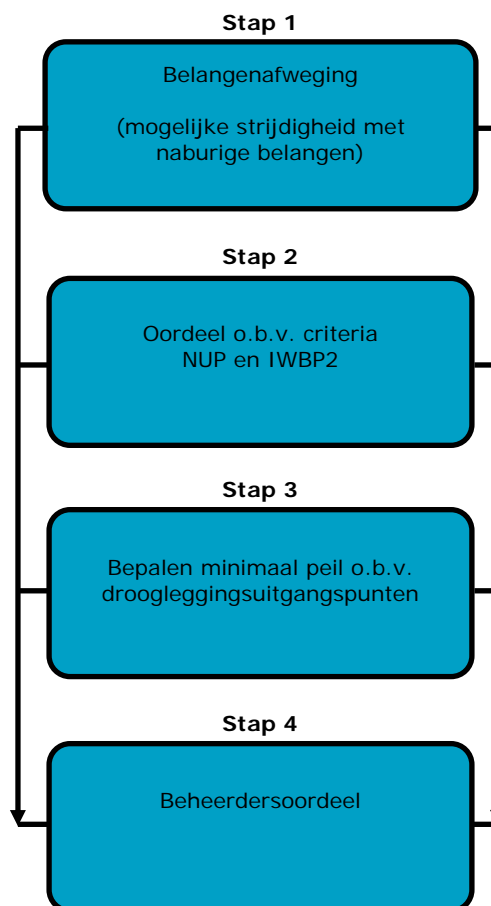 Stap 1
Belangenafweging
(mogelijke strijdigheid met
naburige belangen)
Stap 2
Oordeel o.b.v. criteria
NUP en IWBP2
Stap 3
Bepalen minimaal peil o.b.v.
droogleggingsuitgangspunten
Stap 4
Beheerdersoordeel